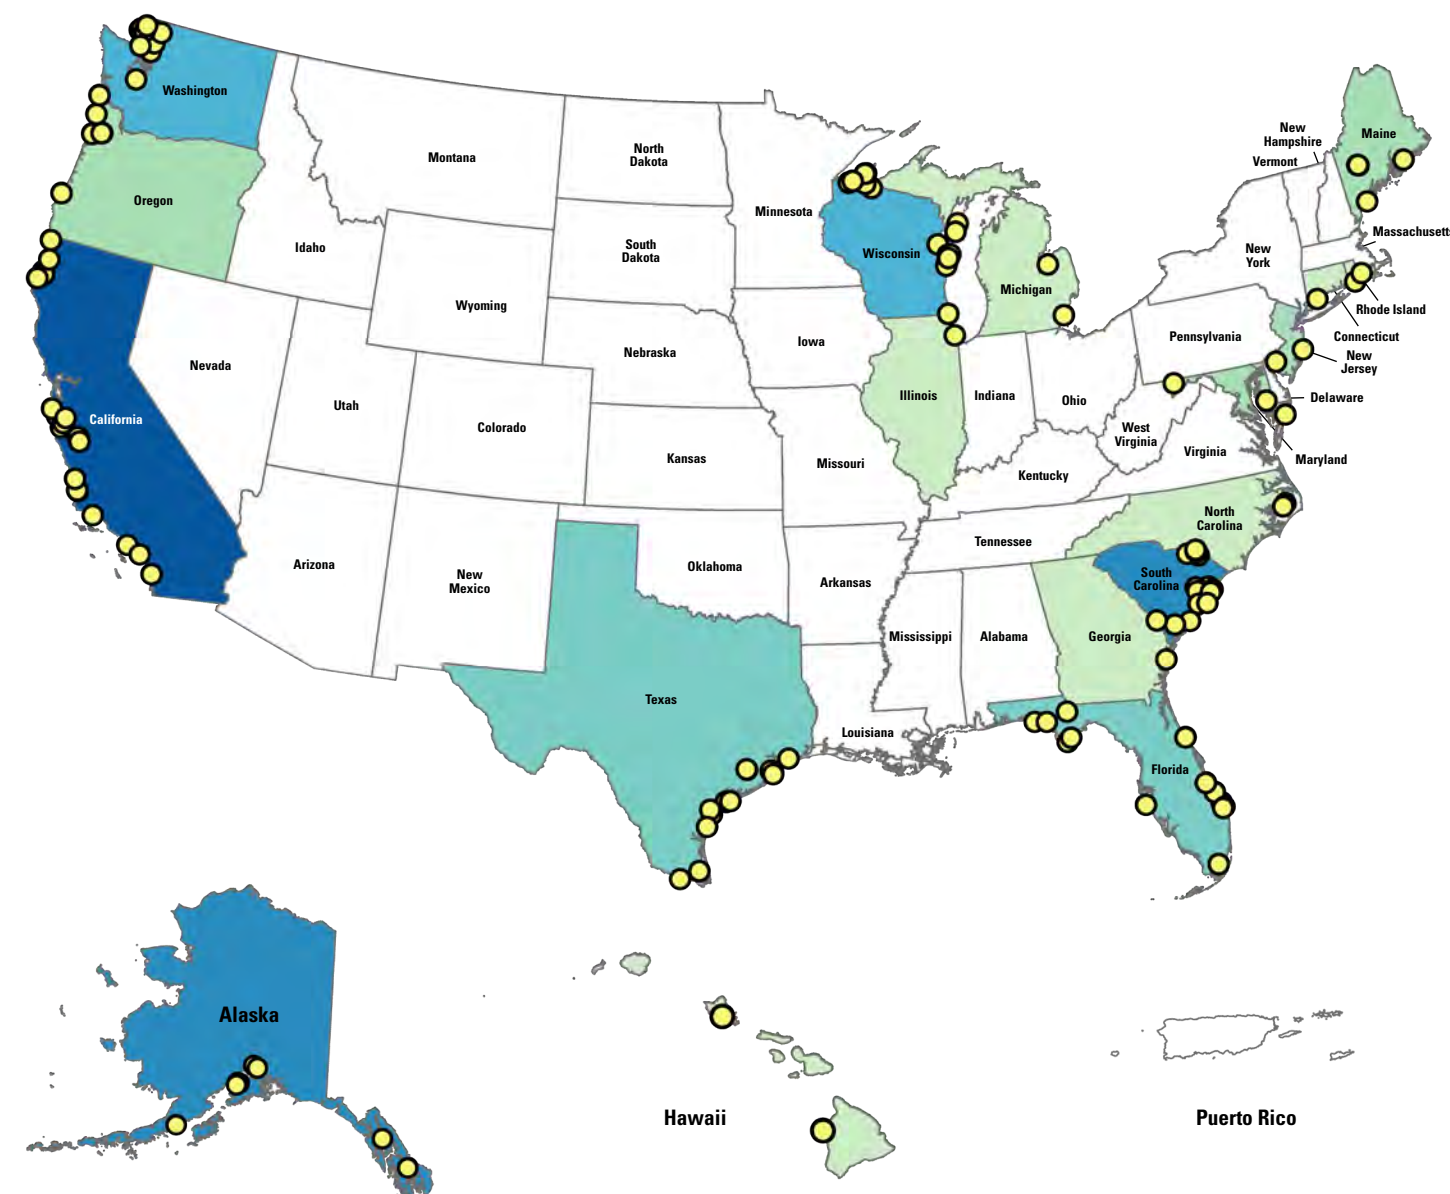 Washington
Montana
North
Dakota
Minnesota
New
Hampshire
Vermont
Maine
Oregon
Idaho
South
Dakota
Wisconsin
Michigan
New
York
Massachusetts
Wyoming
Rhode Island
Connecticut
Iowa
Pennsylvania
New
Jersey
Nebraska
Nevada
Utah
Illinois
Indiana
Ohio
Delaware
California
Colorado
West
Virginia
Virginia
Maryland
Kansas
Missouri
Kentucky
North
Carolina
Tennessee
Arizona
New
Mexico
Oklahoma
Arkansas
South
Carolina
Mississippi
Alabama
Georgia
Texas
Louisiana
Florida
Alaska
Hawaii
Puerto Rico